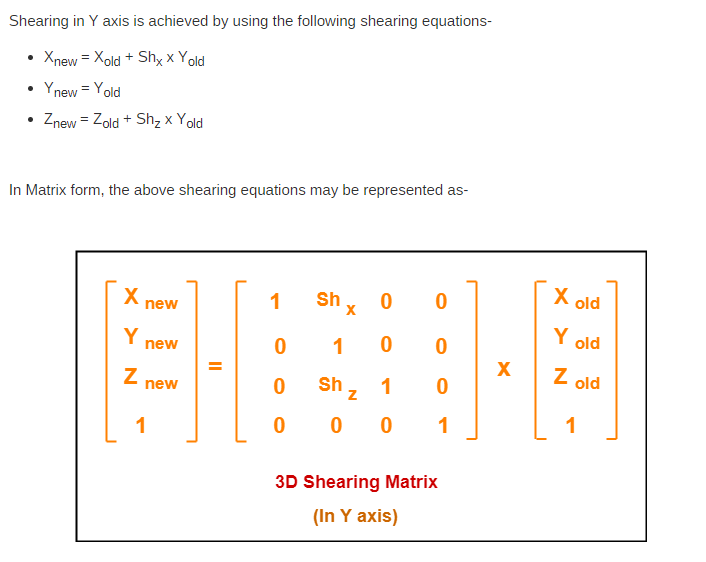 Shearing in Y axis is achieved by using the following shearing equations-
• Xnew = Xold + Shx x Yold
• Ynew = Yold
• Znew = Zold + Shz x Yold
In Matrix form, the above shearing equations may be represented as-
X new 1 Sh x 0 0 X old
Y new 0 1 0 0 Y old
= x
Z new 0 Sh z 1 0 Z old
1 0 0 0 1 1
3D Shearing Matrix
(In Y axis)